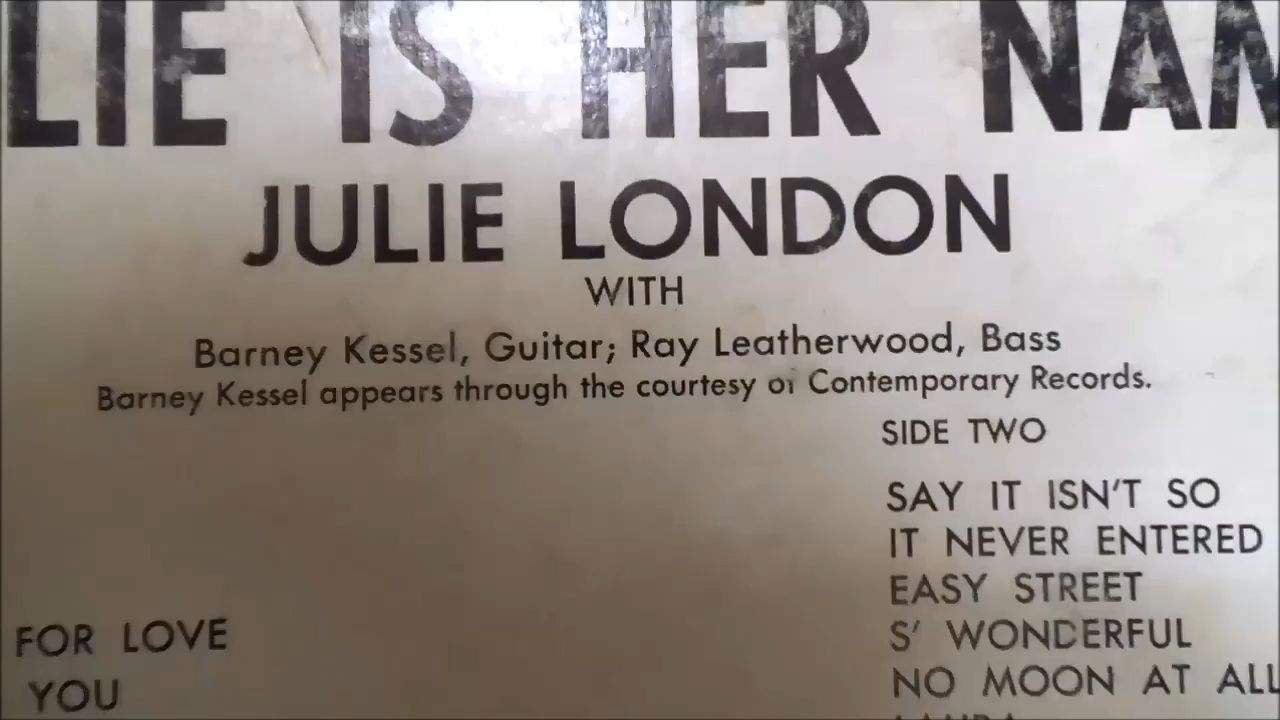 LIE IS HER NAM
JULIE LONDON
WITH
Barney Kessel, Guitar; Ray Leatherwood, Bass
Barney Kessel appears through the courtesy of Contemporary Records.
SIDE TWO
SAY IT ISN'T SO
IT NEVER ENTERED
EASY STREET
S' WONDERFUL
NO MOON AT ALL
FOR LOVE
YOU